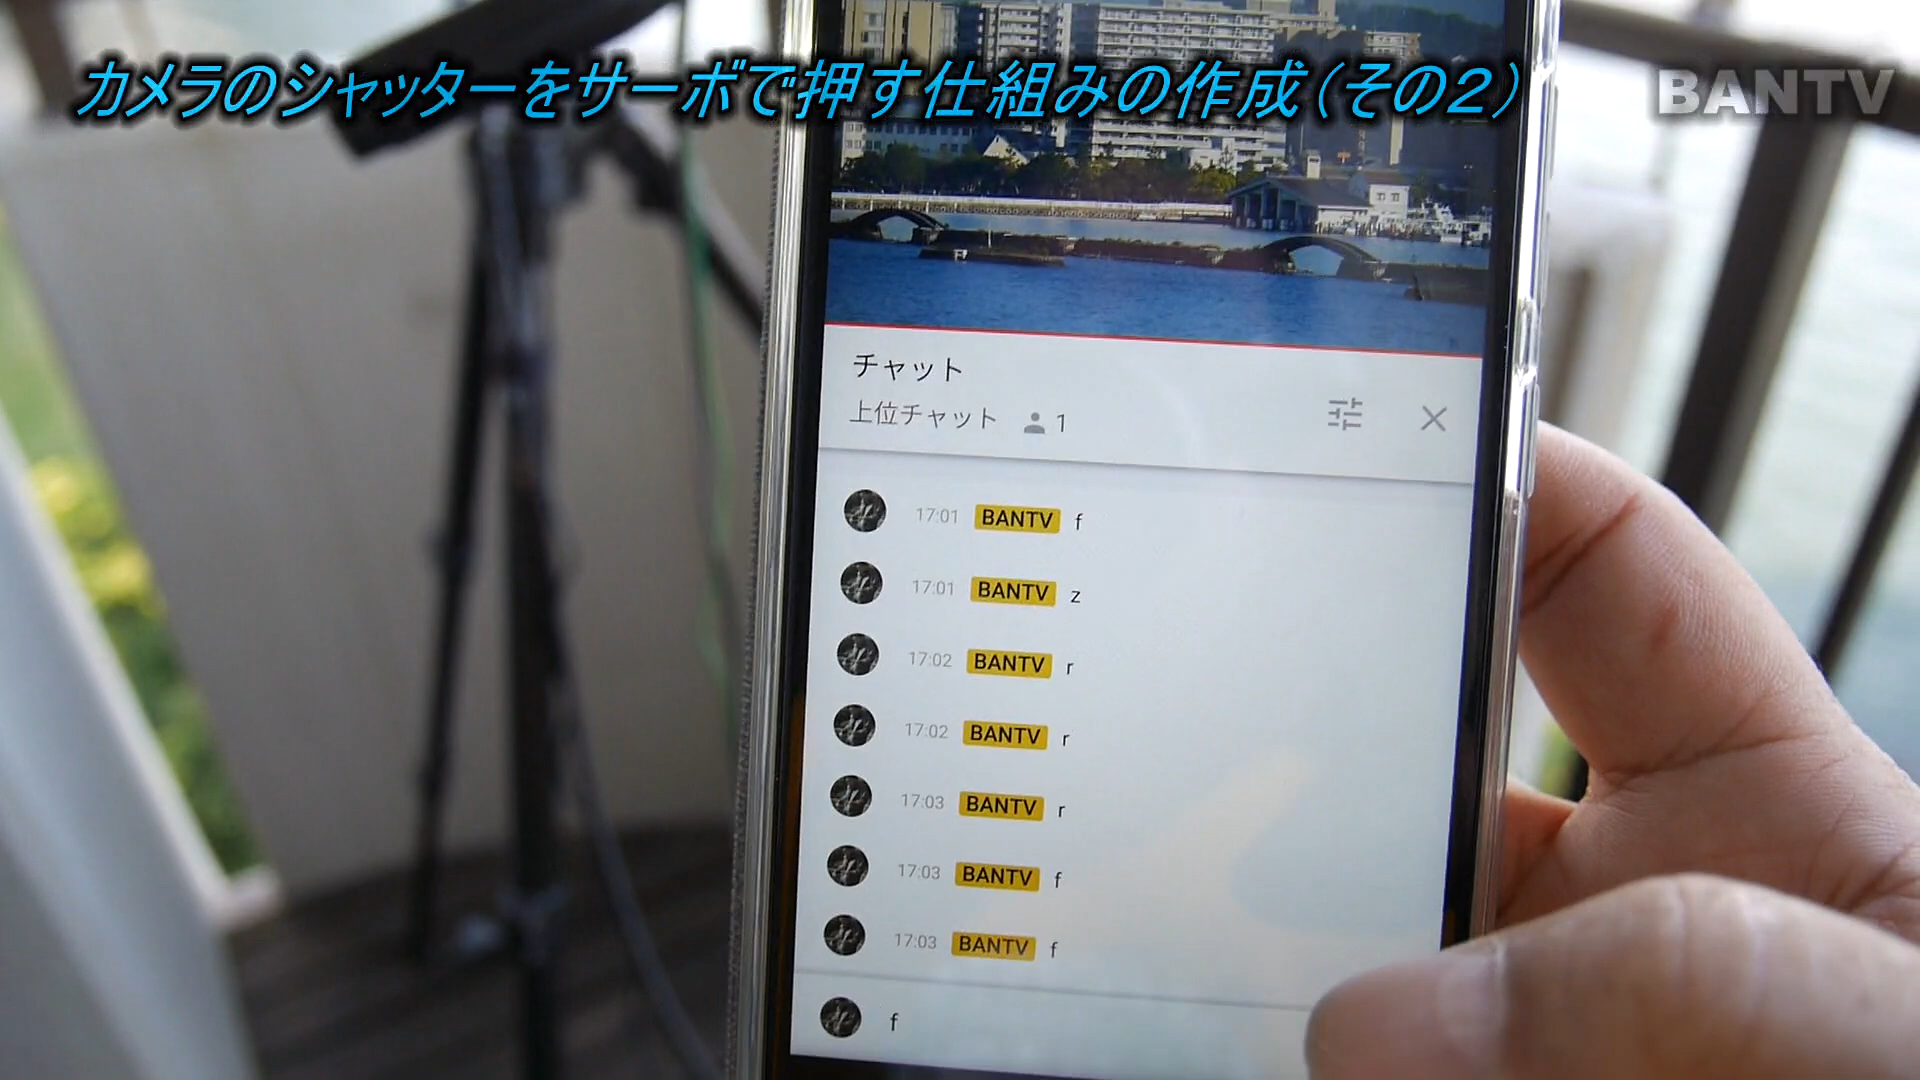 カメラのシャッターをサーボで押す仕組みの作成（その２）
BANTV
チャット
上位チャット 1
17:01 BANTV f
17:01 BANTV z
17:02 BANTV r
17:02 BANTV r
17:03 BANTV r
17:03 BANTV f
17:03 BANTV f
f